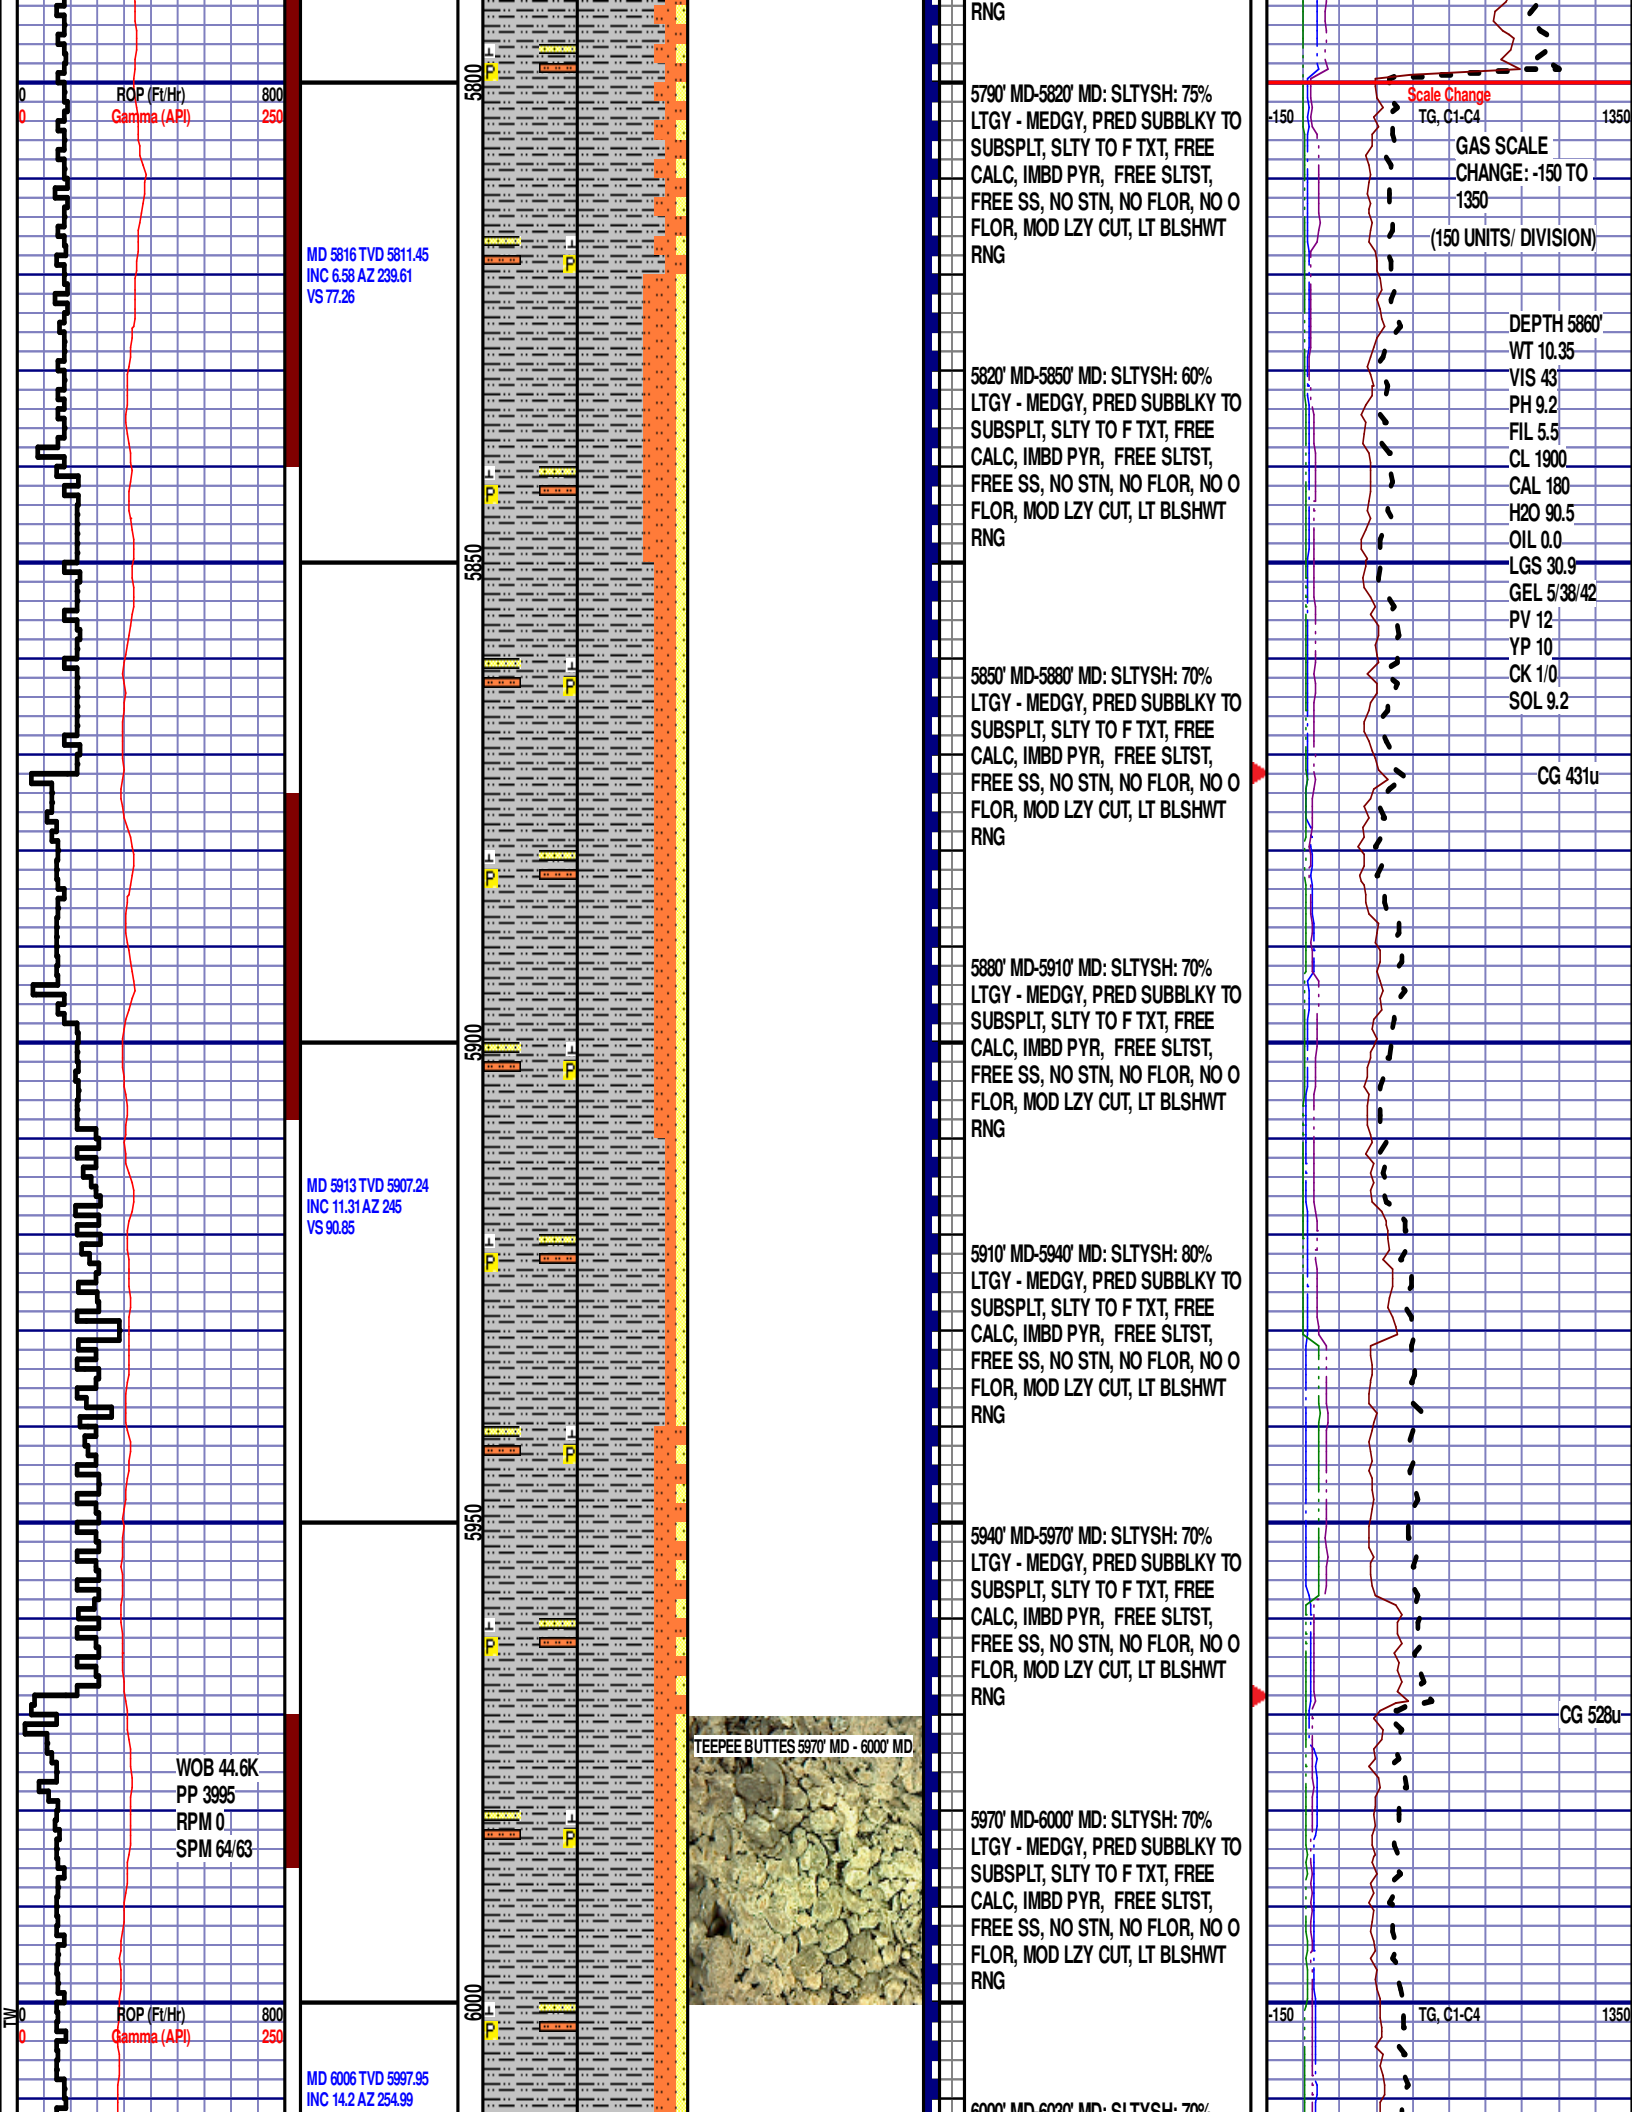 RNG
5800
ROP (Ft/Hr)
0
800
Gamma (API)
0
250
Scale Change
-150
TG, C1-C4
1350
GAS SCALE
CHANGE: -150 TO
1350
(150 UNITS/ DIVISION)
5790' MD-5820' MD: SLTYSH: 75%
LTGY - MEDGY, PRED SUBBLKY TO
SUBSPLT, SLTY TO F TXT, FREE
CALC, IMBD PYR, FREE SLTST,
FREE SS, NO STN, NO FLOR, NO O
FLOR, MOD LZY CUT, LT BLSHWT
RNG
MD 5816 TVD 5811.45
INC 6.58 AZ 239.61
VS 77.26
DEPTH 5860'
WT 10.35
VIS 43
PH 9.2
FIL 5.5
CL 1900
CAL 180
H2O 90.5
OIL 0.0
LGS 30.9
GEL 5/38/42
PV 12
YP 10
CK 1/0
SOL 9.2
5820' MD-5850' MD: SLTYSH: 60%
LTGY - MEDGY, PRED SUBBLKY TO
SUBSPLT, SLTY TO F TXT, FREE
CALC, IMBD PYR, FREE SLTST,
FREE SS, NO STN, NO FLOR, NO O
FLOR, MOD LZY CUT, LT BLSHWT
RNG
5850
5850' MD-5880' MD: SLTYSH: 70%
LTGY - MEDGY, PRED SUBBLKY TO
SUBSPLT, SLTY TO F TXT, FREE
CALC, IMBD PYR, FREE SLTST,
FREE SS, NO STN, NO FLOR, NO O
FLOR, MOD LZY CUT, LT BLSHWT
RNG
CG 431u
5880' MD-5910' MD: SLTYSH: 70%
LTGY - MEDGY, PRED SUBBLKY TO
SUBSPLT, SLTY TO F TXT, FREE
CALC, IMBD PYR, FREE SLTST,
FREE SS, NO STN, NO FLOR, NO O
FLOR, MOD LZY CUT, LT BLSHWT
RNG
5900
MD 5913 TVD 5907.24
INC 11.31 AZ 245
VS 90.85
5910' MD-5940' MD: SLTYSH: 80%
LTGY - MEDGY, PRED SUBBLKY TO
SUBSPLT, SLTY TO F TXT, FREE
CALC, IMBD PYR, FREE SLTST,
FREE SS, NO STN, NO FLOR, NO O
FLOR, MOD LZY CUT, LT BLSHWT
RNG
5950
5940' MD-5970' MD: SLTYSH: 70%
LTGY - MEDGY, PRED SUBBLKY TO
SUBSPLT, SLTY TO F TXT, FREE
CALC, IMBD PYR, FREE SLTST,
FREE SS, NO STN, NO FLOR, NO O
FLOR, MOD LZY CUT, LT BLSHWT
RNG
CG 528u
TEEPEE BUTTES 5970' MD - 6000' MD.
WOB 44.6K
PP 3995
RPM 0
SPM 64/63
5970' MD-6000' MD: SLTYSH: 70%
LTGY - MEDGY, PRED SUBBLKY TO
SUBSPLT, SLTY TO F TXT, FREE
CALC, IMBD PYR, FREE SLTST,
FREE SS, NO STN, NO FLOR, NO O
FLOR, MOD LZY CUT, LT BLSHWT
RNG
6000
TW
ROP (Ft/Hr)
0
800
Gamma (API)
0
250
-150
TG, C1-C4
1350
MD 6006 TVD 5997.95
INC 14.2 AZ 254.99
6000' MD-6030' MD: SLTYSH: 70%
P
P
P
P
P
P
P
P
P
P
P